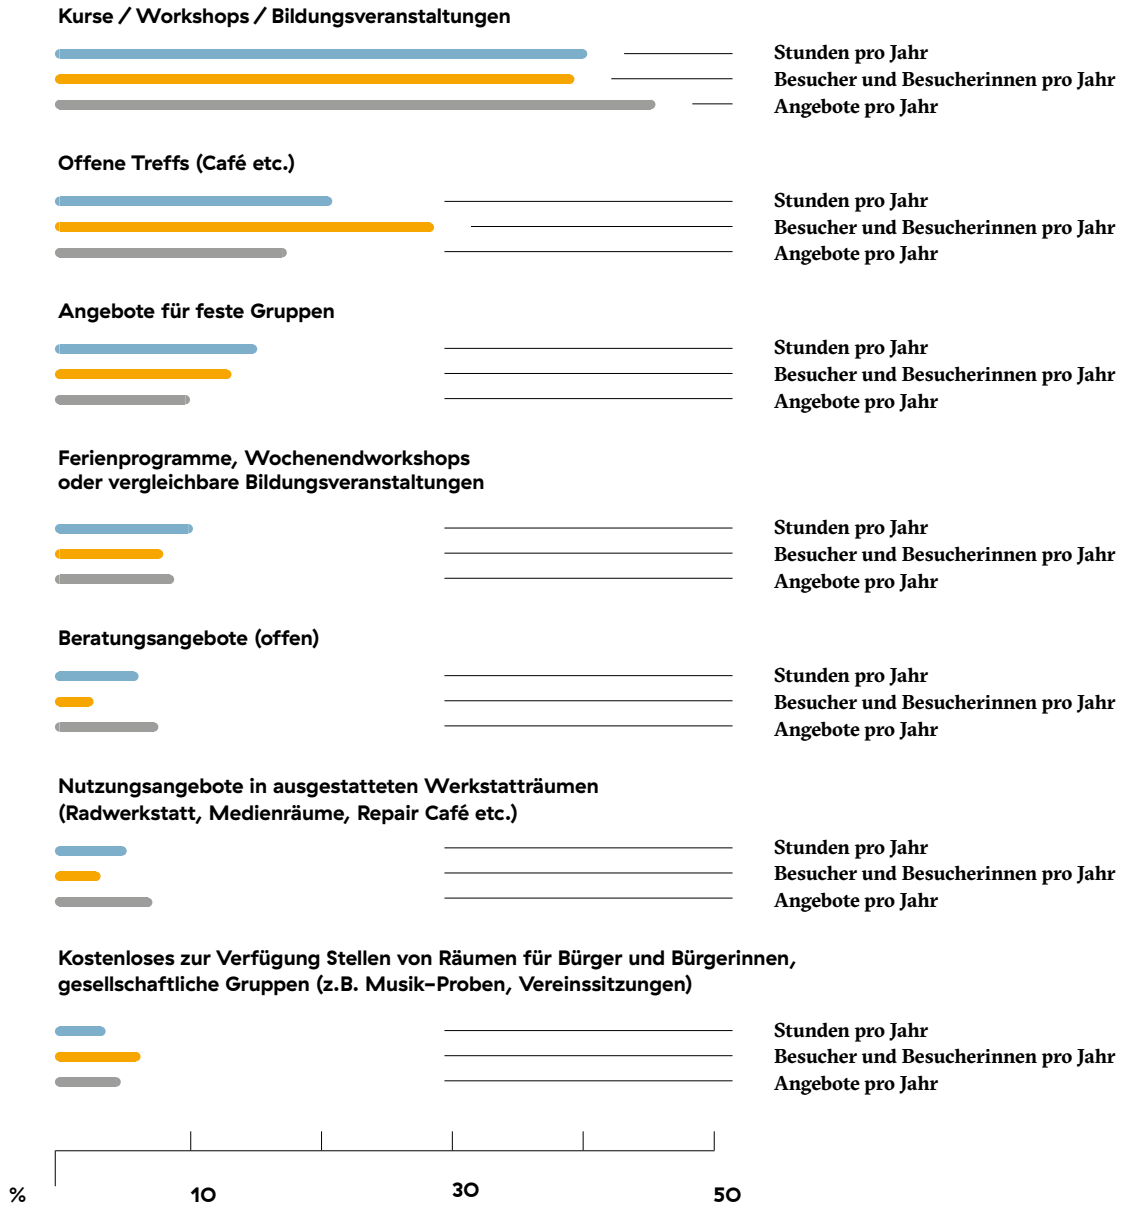 Kurse / Workshops / Bildungsveranstaltungen
Stunden pro Jahr
Besucher und Besucherinnen pro Jahr
Angebote pro Jahr
Offene Treffs (Café etc.)
Stunden pro Jahr
Besucher und Besucherinnen pro Jahr
Angebote pro Jahr
Angebote für feste Gruppen
Stunden pro Jahr
Besucher und Besucherinnen pro Jahr
Angebote pro Jahr
Ferienprogramme, Wochenendworkshops
oder vergleichbare Bildungsveranstaltungen
Stunden pro Jahr
Besucher und Besucherinnen pro Jahr
Angebote pro Jahr
Beratungsangebote (offen)
Stunden pro Jahr
Besucher und Besucherinnen pro Jahr
Angebote pro Jahr
Nutzungsangebote in ausgestatteten Werkstatträumen
(Radwerkstatt, Medienräume, Repair Café etc.)
Stunden pro Jahr
Besucher und Besucherinnen pro Jahr
Angebote pro Jahr
Kostenloses zur Verfügung Stellen von Räumen für Bürger und Bürgerinnen,
gesellschaftliche Gruppen (z.B. Musik-Proben, Vereinssitzungen)
Stunden pro Jahr
Besucher und Besucherinnen pro Jahr
Angebote pro Jahr
% 10 30 50